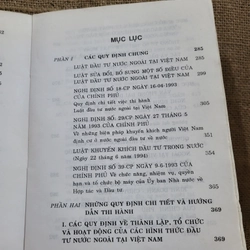 MỤC LỤC
PHẦN I CÁC QUY ĐỊNH CHUNG 285
LUẬT ĐẦU TƯ NƯỚC NGOÀI TẠI VIỆT NAM
LUẬT SỬA ĐỔI, BỔ SUNG MỘT SỐ ĐIỀU CỦA
LUẬT ĐẦU TƯ NƯỚC NGOÀI TẠI VIỆT NAM
NGHỊ ĐỊNH SỐ 18-CP NGÀY 16-04-1993
CỦA CHÍNH PHỦ
Quy định chi tiết việc thi hành
Luật đầu tư nước ngoài tại Việt Nam
NGHỊ ĐỊNH SỐ 29/CP NGÀY 27 THÁNG 5
NĂM 1993 CỦA CHÍNH PHỦ
Về những biện pháp khuyến khích người Việt Nam
định cư ở nước ngoài đầu tư về nước
LUẬT KHUYẾN KHÍCH ĐẦU TƯ TRONG NƯỚC
(Ngày 22 tháng 6 năm 1994)
NGHỊ ĐỊNH SỐ 39-CP NGÀY 9-6-1993 CỦA
CHÍNH PHỦ Về chức năng, nhiệm vụ, quyền
hạn và tổ chức bộ máy của Ủy ban Nhà nước về
Hợp tác và Đầu tư
PHẦN HAI NHỮNG QUY ĐỊNH CHI TIẾT VÀ HƯỚNG
DẪN THI HÀNH 369
I. CÁC QUY ĐỊNH VỀ THÀNH LẬP, TỔ CHỨC
VÀ HOẠT ĐỘNG CỦA CÁC HÌNH THỨC ĐẦU
TƯ NƯỚC NGOÀI TẠI VIỆT NAM 369